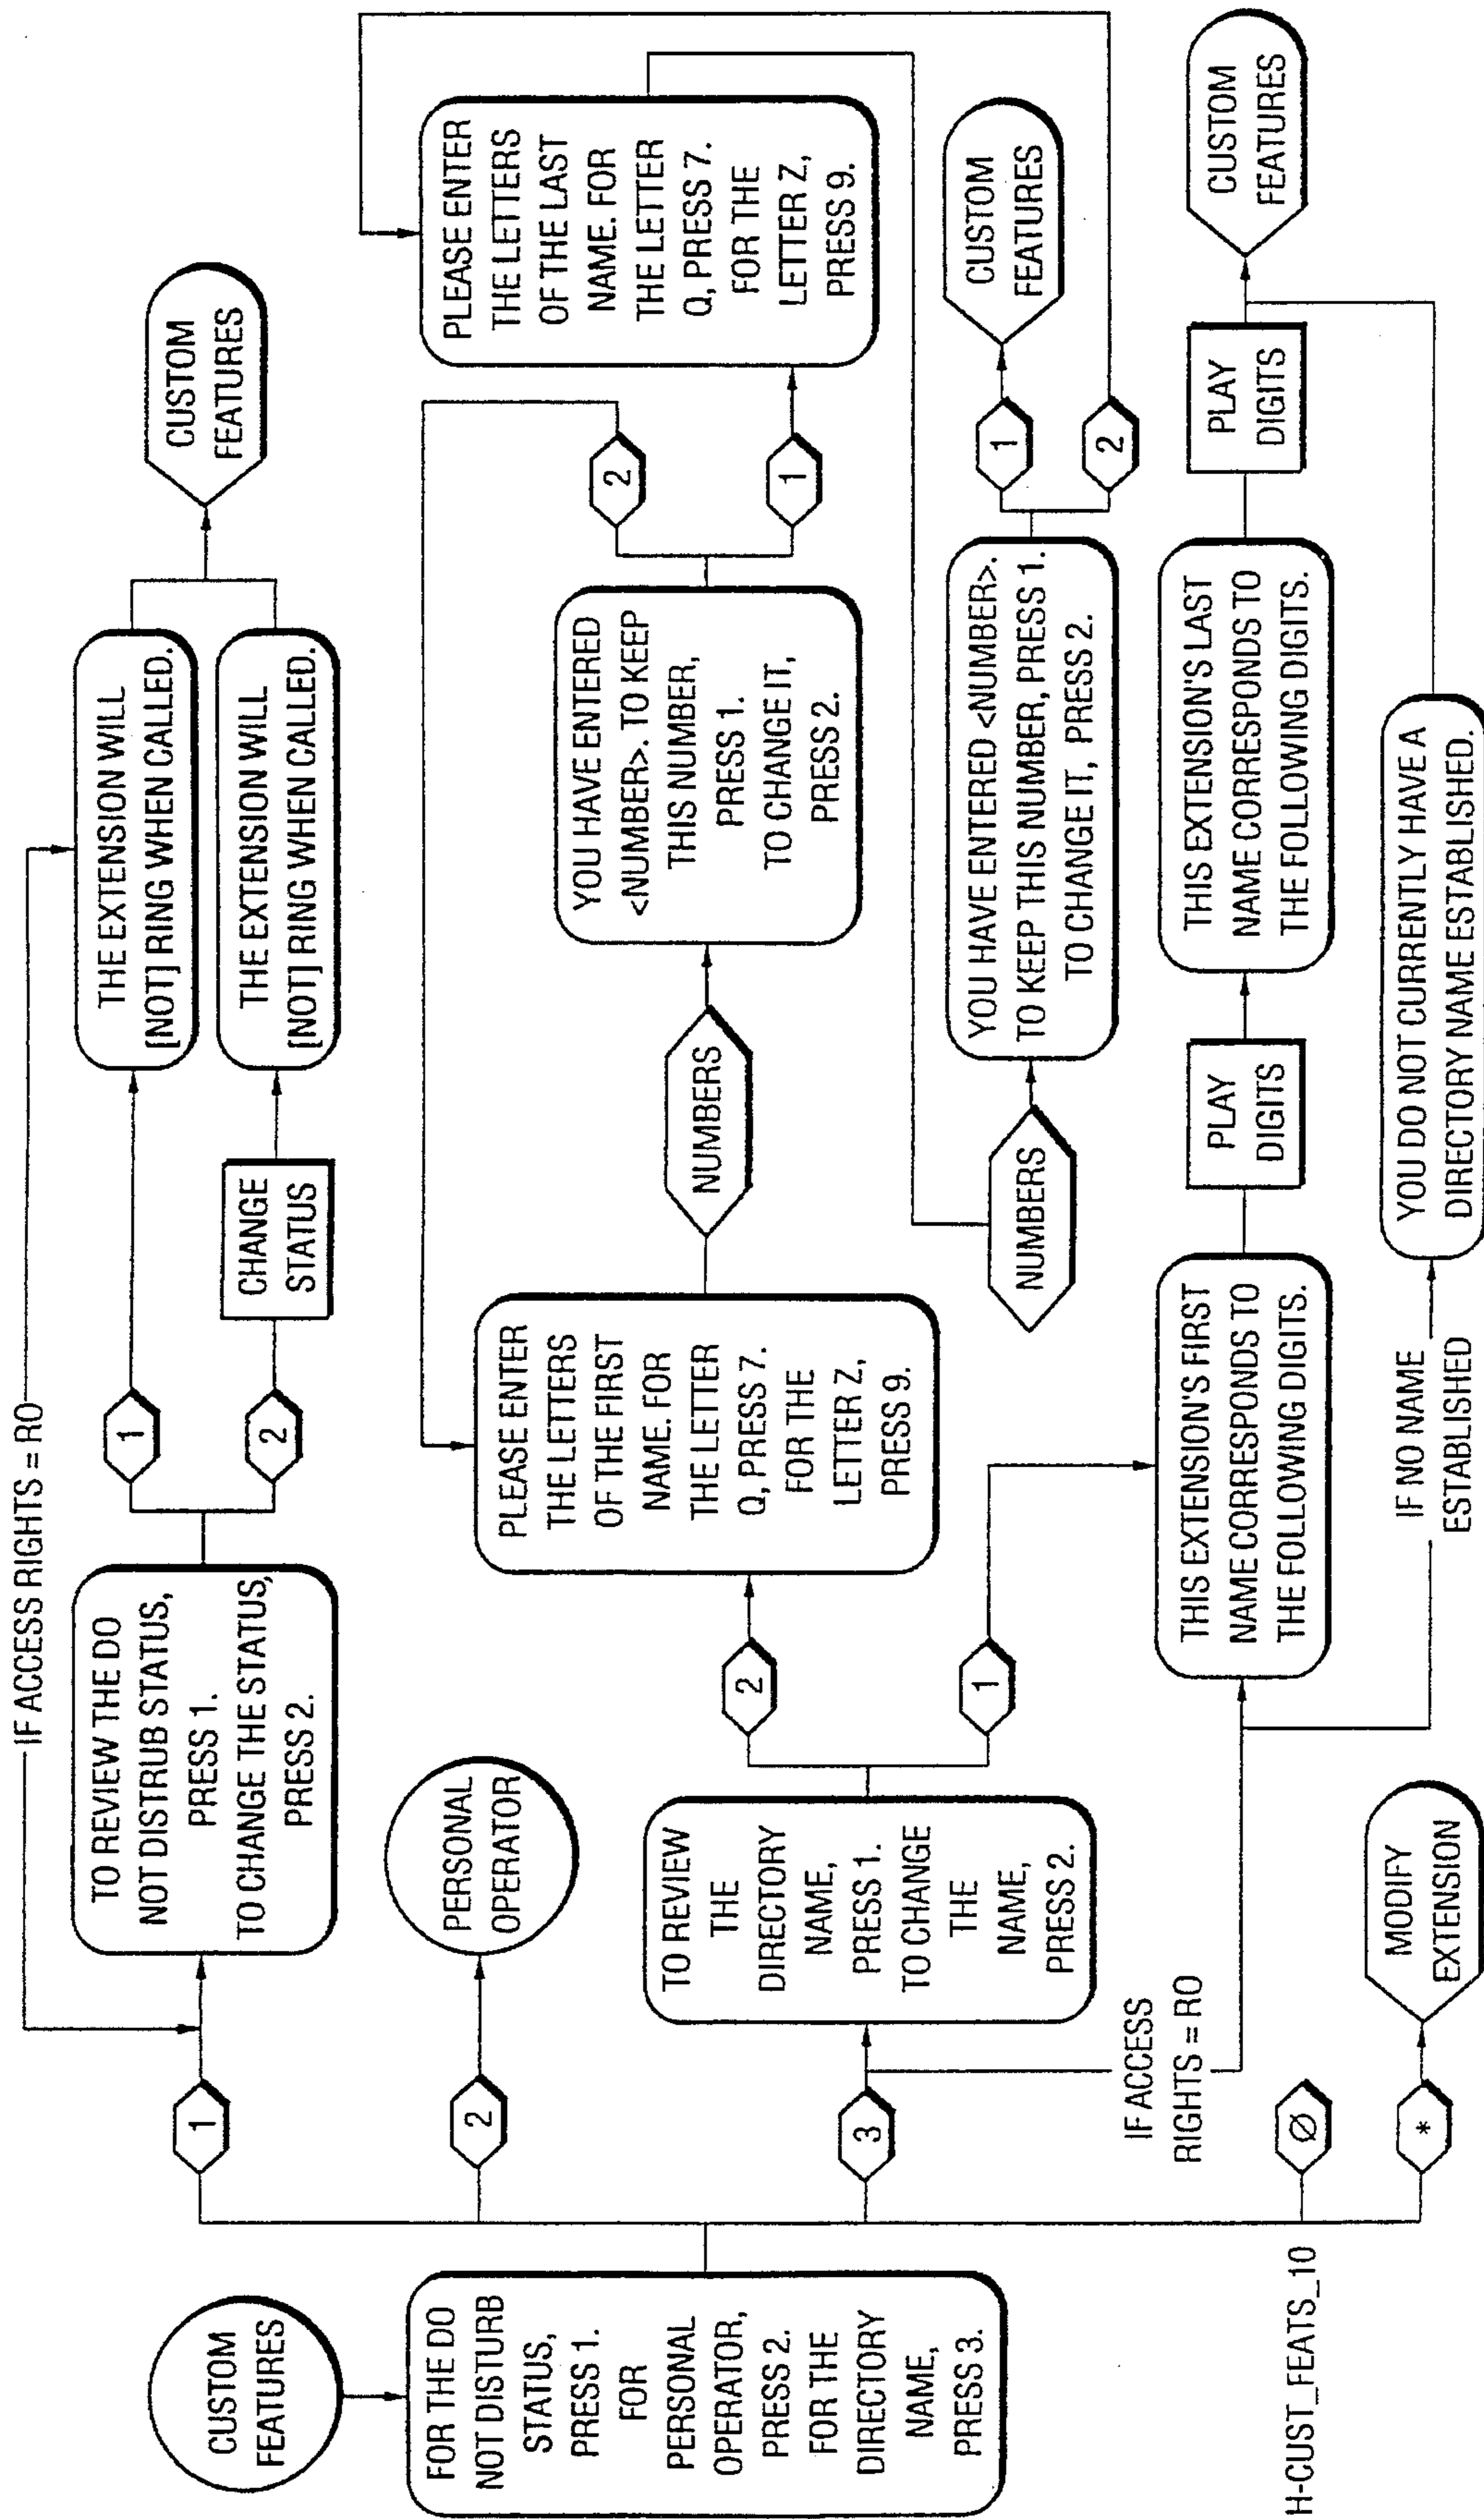 CUSTOM
FEATURES
FOR THE DO
NOT DISTURB
STATUS,
PRESS 1.
FOR
PERSONAL
OPERATOR,
PRESS 2.
FOR THE
DIRECTORY
NAME,
PRESS 3.
H-CUST_FEATS_10
1
2
3
Ø
*
IF ACCESS RIGHTS = RO
TO REVIEW THE DO
NOT DISTRUB STATUS,
PRESS 1.
TO CHANGE THE STATUS,
PRESS 2.
1
2
CHANGE
STATUS
THE EXTENSION WILL
[NOT] RING WHEN CALLED.
THE EXTENSION WILL
[NOT] RING WHEN CALLED.
CUSTOM
FEATURES
PERSONAL
OPERATOR
TO REVIEW
THE
DIRECTORY
NAME,
PRESS 1.
TO CHANGE
THE
NAME,
PRESS 2.
2
1
PLEASE ENTER
THE LETTERS
OF THE FIRST
NAME. FOR
THE LETTER
Q, PRESS 7.
FOR THE
LETTER Z,
PRESS 9.
NUMBERS
YOU HAVE ENTERED
<NUMBER>. TO KEEP
THIS NUMBER,
PRESS 1.
TO CHANGE IT,
PRESS 2.
2
1
PLEASE ENTER
THE LETTERS
OF THE LAST
NAME. FOR
THE LETTER
Q, PRESS 7.
FOR THE
LETTER Z,
PRESS 9.
NUMBERS
YOU HAVE ENTERED <NUMBER>.
TO KEEP THIS NUMBER, PRESS 1.
TO CHANGE IT, PRESS 2.
1
2
CUSTOM
FEATURES
IF ACCESS
RIGHTS = RO
THIS EXTENSION'S FIRST
NAME CORRESPONDS TO
THE FOLLOWING DIGITS.
PLAY
DIGITS
THIS EXTENSION'S LAST
NAME CORRESPONDS TO
THE FOLLOWING DIGITS.
PLAY
DIGITS
CUSTOM
FEATURES
IF NO NAME
ESTABLISHED
YOU DO NOT CURRENTLY HAVE A
DIRECTORY NAME ESTABLISHED.
MODIFY
EXTENSION